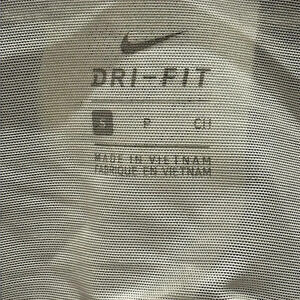 DRI-FIT
S P CH
MADE IN VIETNAM
FABRIQUE EN VIETNAM